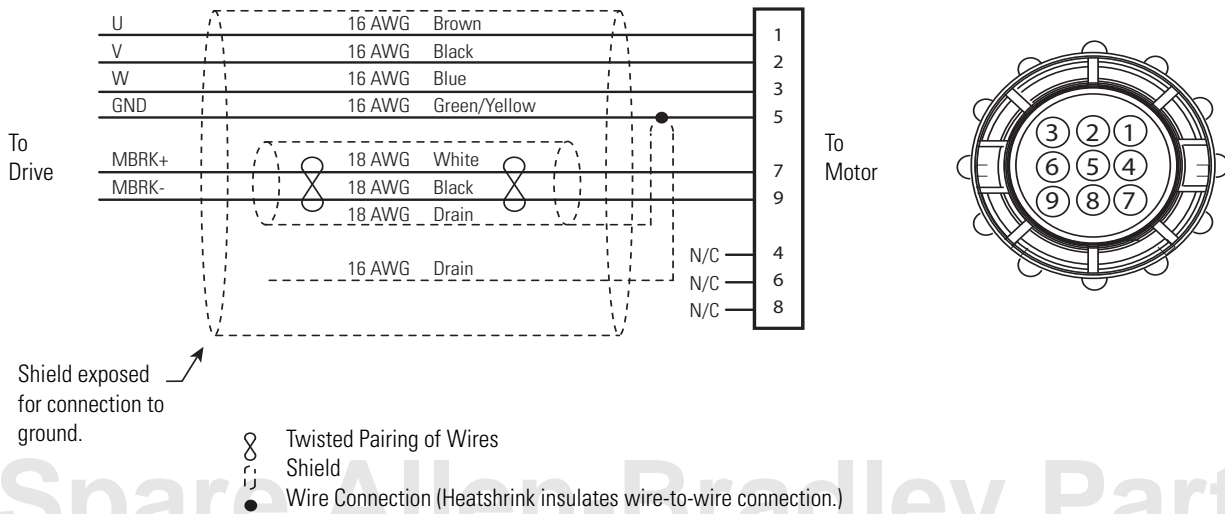 U 16 AWG Brown 1
V 16 AWG Black 2
W 16 AWG Blue 3
GND 16 AWG Green/Yellow 5
To
Drive
MBRK+ 18 AWG White 7
MBRK- 18 AWG Black 9
18 AWG Drain
16 AWG Drain
N/C 4
N/C 6
N/C 8
To
Motor
3 2 1
6 5 4
9 8 7
Shield exposed
for connection to
ground.
Twisted Pairing of Wires
Shield
Wire Connection (Heatshrink insulates wire-to-wire connection.)
Spare Allen Bradley Part